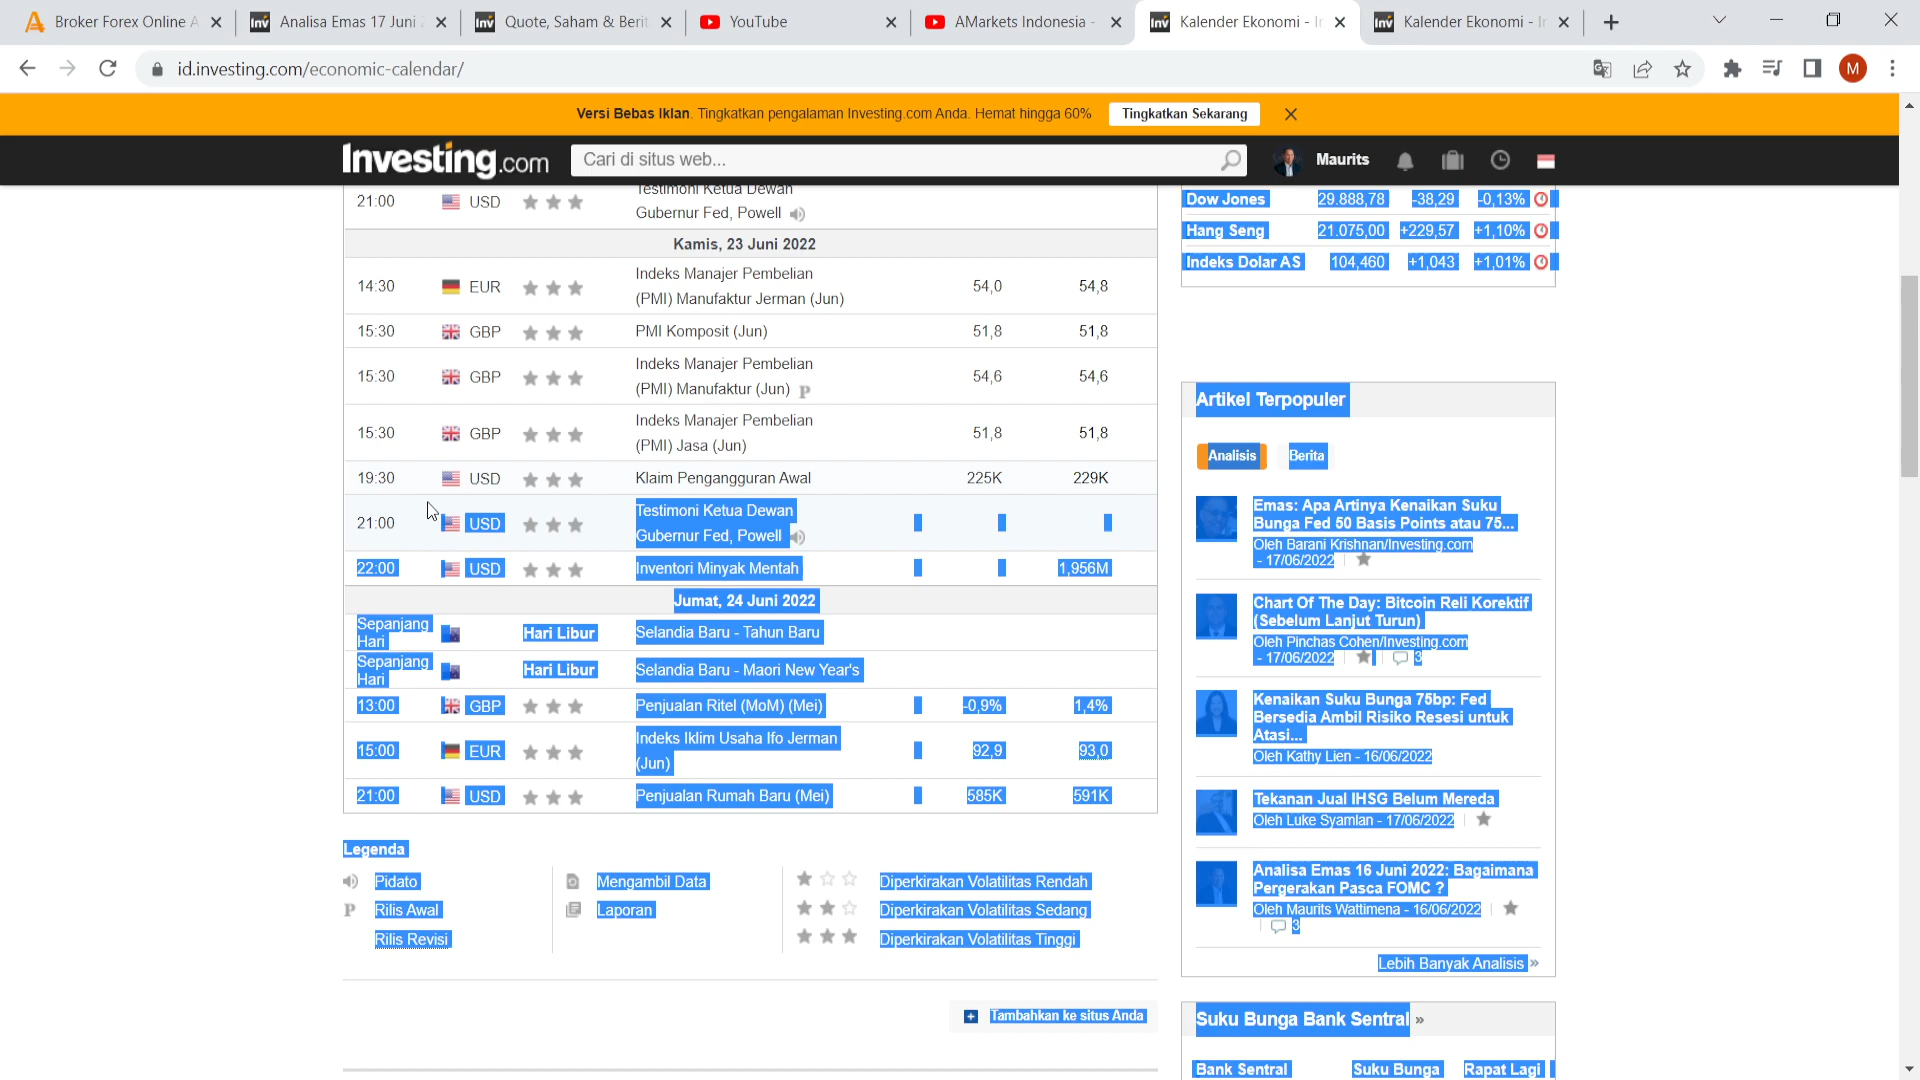 Broker Forex Online A
Analisa Emas 17 Juni 2
Quote, Saham & Berit
YouTube
AMarkets Indonesia -
Kalender Ekonomi - In
Kalender Ekonomi - In
id.investing.com/economic-calendar/
M
Versi Bebas Iklan. Tingkatkan pengalaman Investing.com Anda. Hemat hingga 60% Tingkatkan Sekarang
Investing.com
Cari di situs web...
Maurits
21:00 USD Testimoni Ketua Dewan
Gubernur Fed, Powell
Kamis, 23 Juni 2022
14:30 EUR Indeks Manajer Pembelian
(PMI) Manufaktur Jerman (Jun) 54,0 54,8
15:30 GBP PMI Komposit (Jun) 51,8 51,8
15:30 GBP Indeks Manajer Pembelian
(PMI) Manufaktur (Jun) P 54,6 54,6
15:30 GBP Indeks Manajer Pembelian
(PMI) Jasa (Jun) 51,8 51,8
19:30 USD Klaim Pengangguran Awal 225K 229K
21:00 USD Testimoni Ketua Dewan
Gubernur Fed, Powell
22:00 USD Inventori Minyak Mentah 1,956M
Jumat, 24 Juni 2022
Sepanjang
Hari Hari Libur Selandia Baru - Tahun Baru
Sepanjang
Hari Hari Libur Selandia Baru - Maori New Year's
13:00 GBP Penjualan Ritel (MoM) (Mei) -0,9% 1,4%
15:00 EUR Indeks Iklim Usaha Ifo Jerman
(Jun) 92,9 93,0
21:00 USD Penjualan Rumah Baru (Mei) 585K 591K
Legenda
Pidato
P Rilis Awal
Rilis Revisi
Mengambil Data
Laporan
Diperkirakan Volatilitas Rendah
Diperkirakan Volatilitas Sedang
Diperkirakan Volatilitas Tinggi
Tambahkan ke situs Anda
Dow Jones 29.888,78 -38,29 -0,13%
Hang Seng 21.075,00 +229,57 +1,10%
Indeks Dolar AS 104,460 +1,043 +1,01%
Artikel Terpopuler
Analisis Berita
Emas: Apa Artinya Kenaikan Suku
Bunga Fed 50 Basis Points atau 75...
Oleh Barani Krishnan/Investing.com
- 17/06/2022
Chart Of The Day: Bitcoin Reli Korektif
(Sebelum Lanjut Turun)
Oleh Pinchas Cohen/Investing.com
- 17/06/2022 3
Kenaikan Suku Bunga 75bp: Fed
Bersedia Ambil Risiko Resesi untuk
Atasi...
Oleh Kathy Lien - 16/06/2022
Tekanan Jual IHSG Belum Mereda
Oleh Luke Syamlan - 17/06/2022
Analisa Emas 16 Juni 2022: Bagaimana
Pergerakan Pasca FOMC ?
Oleh Maurits Wattimena - 16/06/2022
3
Lebih Banyak Analisis »
Suku Bunga Bank Sentral »
Bank Sentral Suku Bunga Rapat Lagi